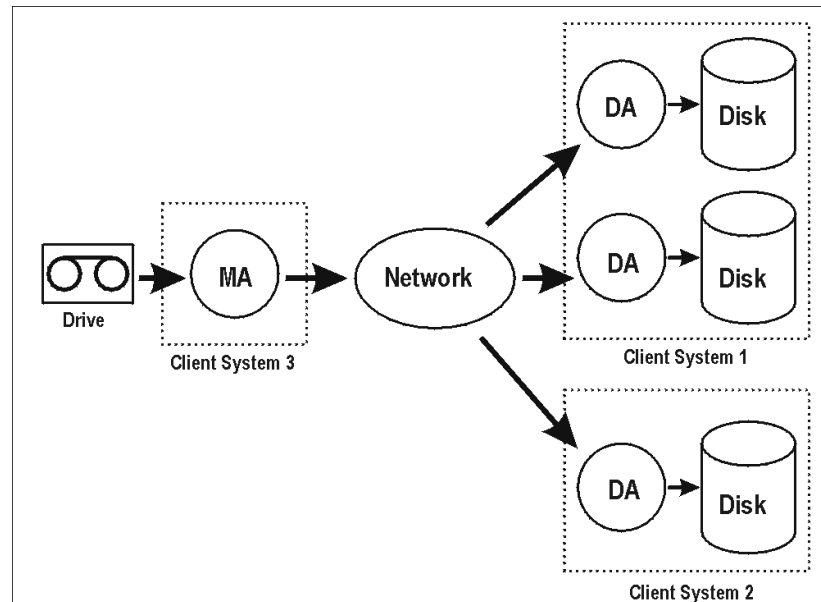 DA
Disk
MA
Network
DA
Disk
Drive
Client System 3
Client System 1
DA
Disk
Client System 2